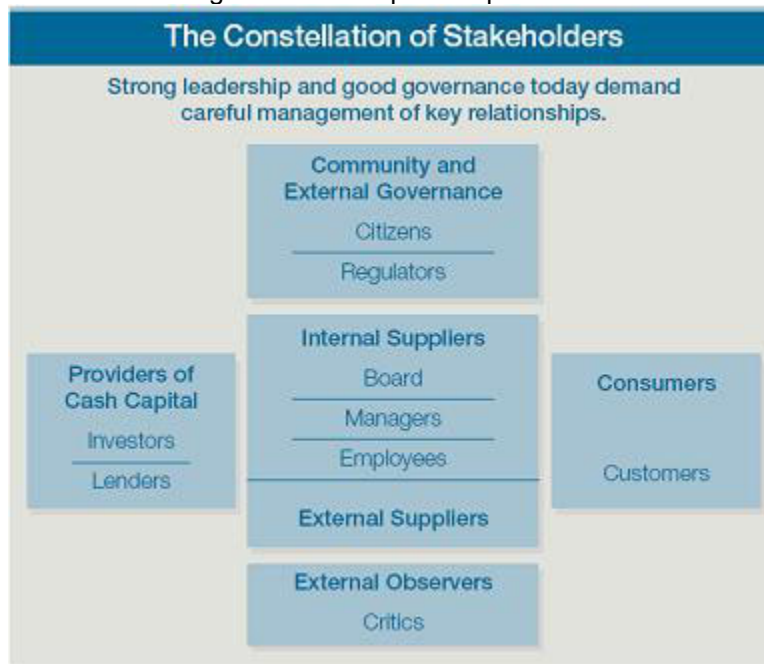 The Constellation of Stakeholders
Strong leadership and good governance today demand
careful management of key relationships.
Community and
External Governance
Citizens
Regulators
Internal Suppliers
Board
Managers
Employees
External Suppliers
Providers of
Cash Capital
Investors
Lenders
Consumers
Customers
External Observers
Critics